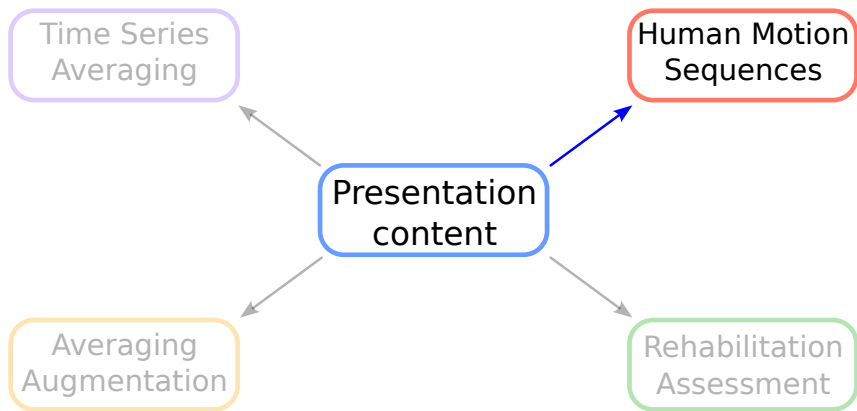 Time Series
Averaging
Human Motion
Sequences
Presentation
content
Averaging
Augmentation
Rehabilitation
Assessment